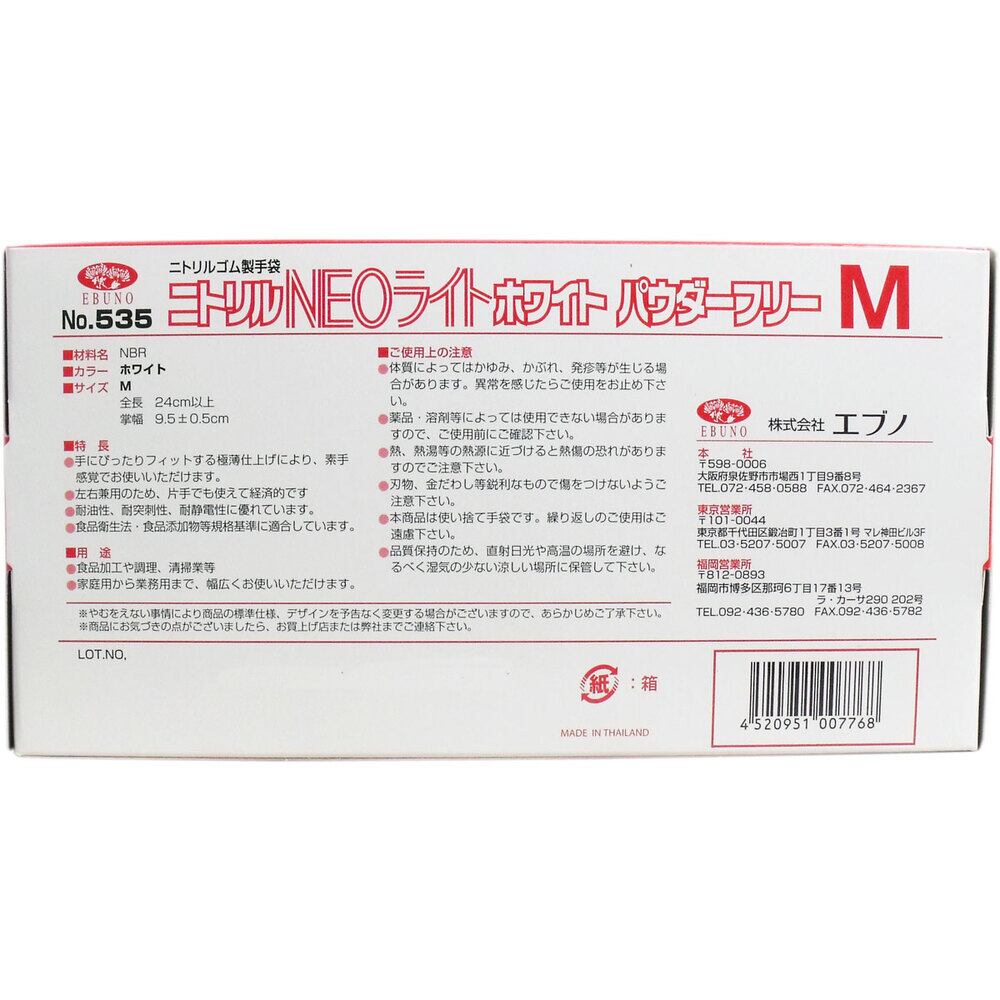 EBUNO
No.535
ニトリルゴム製手袋
ニトリルNEOライト ホワイト パウダーフリー M
■材料名 NBR
■カラー ホワイト
■サイズ M
全長 24cm以上
掌幅 9.5±0.5cm
■特長
●手にぴったりフィットする極薄仕上げにより、素手
感覚でお使いいただけます。
●左右兼用のため、片手でも使えて経済的です
●耐油性、耐突刺性、耐静電性に優れています。
●食品衛生法・食品添加物等規格基準に適合しています。
■用途
●食品加工や調理、清掃業等
●家庭用から業務用まで、幅広くお使いいただけます。
■ご使用上の注意
●体質によってはかゆみ、かぶれ、発疹等が生じる場
合があります。異常を感じたらご使用をお止め下さ
い。
●薬品・溶剤等によっては使用できない場合がありま
すので、ご使用前にご確認下さい。
●熱、熱湯等の熱源に近づけると熱傷の恐れがありま
すのでご注意下さい。
●刃物、金だわし等鋭利なもので傷をつけないようご
注意下さい。
●本商品は使い捨て手袋です。繰り返しのご使用はご
遠慮下さい。
●品質保持のため、直射日光や高温の場所を避け、な
るべく湿気の少ない涼しい場所に保管して下さい。
※やむをえない事情により商品の標準仕様、デザインを予告なく変更する場合がございますので、あらかじめご了承下さい。
※商品にお気づきの点がございましたら、お買上げ店または弊社までご連絡下さい。
EBUNO 株式会社 エブノ
本社
〒598-0006
大阪府泉佐野市市場西1丁目9番8号
TEL.072-458-0588 FAX.072-464-2367
東京営業所
〒101-0044
東京都千代田区鍛冶町1丁目3番1号 マレ神田ビル3F
TEL.03-5207-5007 FAX.03-5207-5008
福岡営業所
〒812-0893
福岡市博多区那珂6丁目17番13号
ラ・カーサ290 202号
TEL.092-436-5780 FAX.092-436-5782
LOT.NO.
紙：箱
MADE IN THAILAND
4 520951 007768